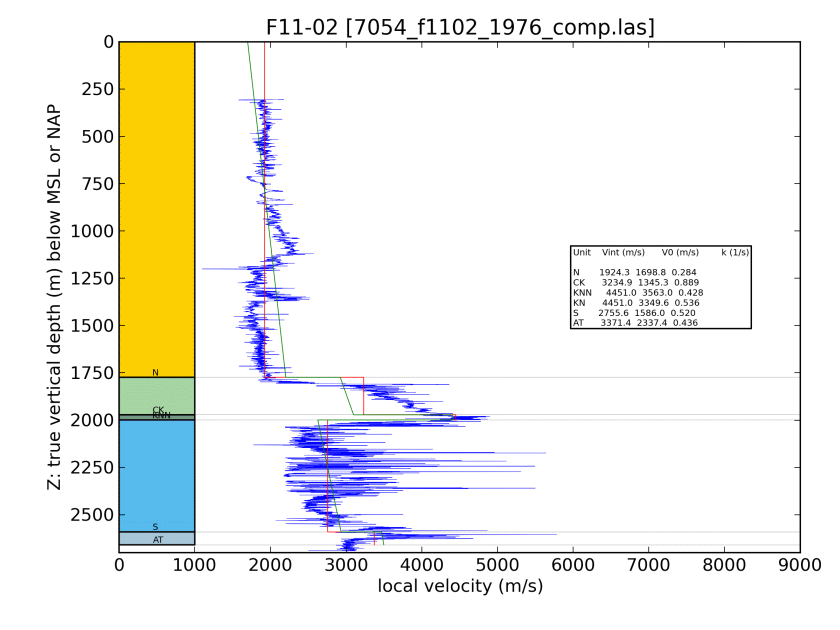 F11-02 [7054_f1102_1976_comp.las]
0
250
500
750
1000
1250
1500
1750
2000
2250
2500
Z: true vertical depth (m) below MSL or NAP
N
CK
KNN
S
AT
Unit Vint (m/s) V0 (m/s) k (1/s)
N 1924.3 1698.8 0.284
CK 3234.9 1345.3 0.889
KNN 4451.0 3563.0 0.428
KN 4451.0 3349.6 0.536
S 2755.6 1586.0 0.520
AT 3371.4 2337.4 0.436
0 1000 2000 3000 4000 5000 6000 7000 8000 9000
local velocity (m/s)